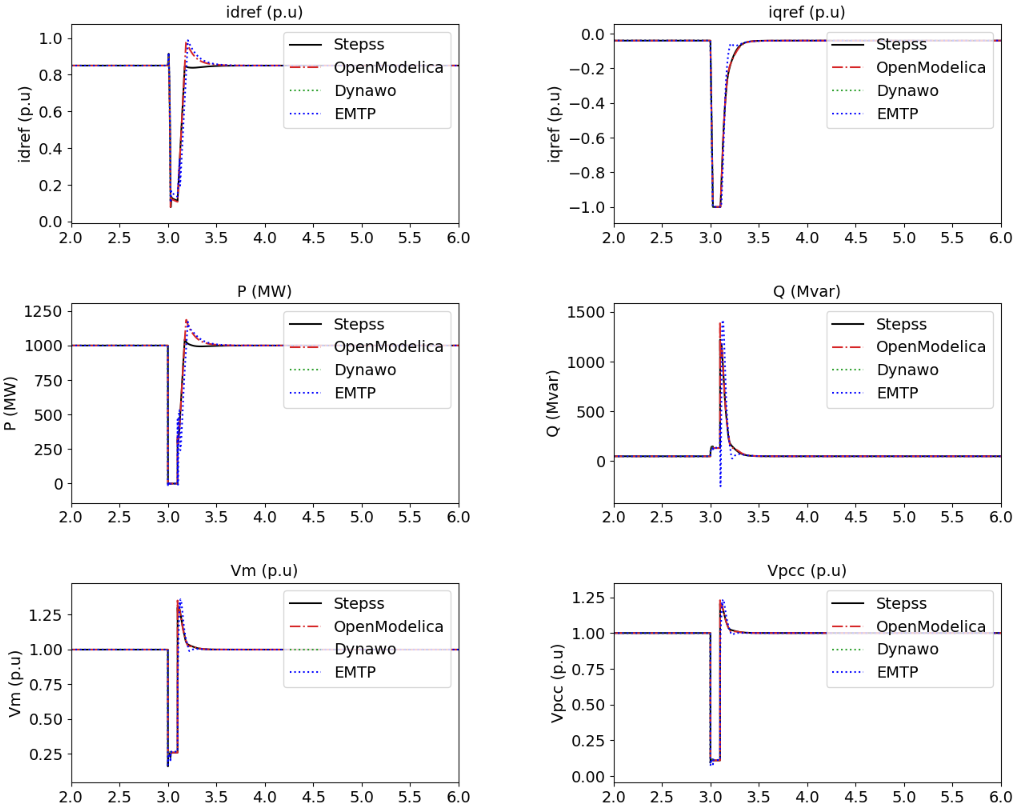 idref (p.u)
idref (p.u)
1.0
0.8
0.6
0.4
0.2
0.0
2.0 2.5 3.0 3.5 4.0 4.5 5.0 5.5 6.0
Stepss
OpenModelica
Dynawo
EMTP
iqref (p.u)
iqref (p.u)
0.0
−0.2
−0.4
−0.6
−0.8
−1.0
2.0 2.5 3.0 3.5 4.0 4.5 5.0 5.5 6.0
Stepss
OpenModelica
Dynawo
EMTP
P (MW)
P (MW)
1250
1000
750
500
250
0
2.0 2.5 3.0 3.5 4.0 4.5 5.0 5.5 6.0
Stepss
OpenModelica
Dynawo
EMTP
Q (Mvar)
Q (Mvar)
1500
1000
500
0
2.0 2.5 3.0 3.5 4.0 4.5 5.0 5.5 6.0
Stepss
OpenModelica
Dynawo
EMTP
Vm (p.u)
Vm (p.u)
1.25
1.00
0.75
0.50
0.25
2.0 2.5 3.0 3.5 4.0 4.5 5.0 5.5 6.0
Stepss
OpenModelica
Dynawo
EMTP
Vpcc (p.u)
Vpcc (p.u)
1.25
1.00
0.75
0.50
0.25
0.00
2.0 2.5 3.0 3.5 4.0 4.5 5.0 5.5 6.0
Stepss
OpenModelica
Dynawo
EMTP